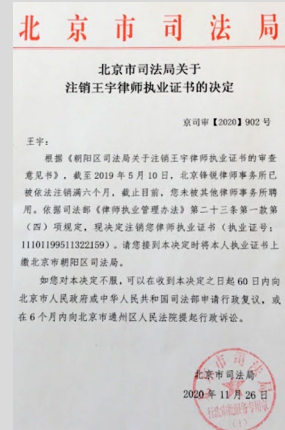 北京市司法局
北京市司法局关于
注销王宇律师执业证书的决定
京司审【2020】902号
王宇：
根据《朝阳区司法局关于注销王宇律师执业证书的审查
意见书》，截至2019年5月10日，北京锋锐律师事务所已
被依法注销满六个月，截止目前，您未被其他律师事务所聘
用。依据司法部《律师执业管理办法》第二十三条第一款第
（四）项规定，现决定注销您律师执业证书（执业证号：
11101199511322159）。请您接到本决定时将本人执业证书上
缴北京市朝阳区司法局。
如您对本决定不服，可以在收到本决定之日起60日内向
北京市人民政府或中华人民共和国司法部申请行政复议，或
在6个月内向北京市通州区人民法院提起行政诉讼。
北京市司法局
2020年11月26日